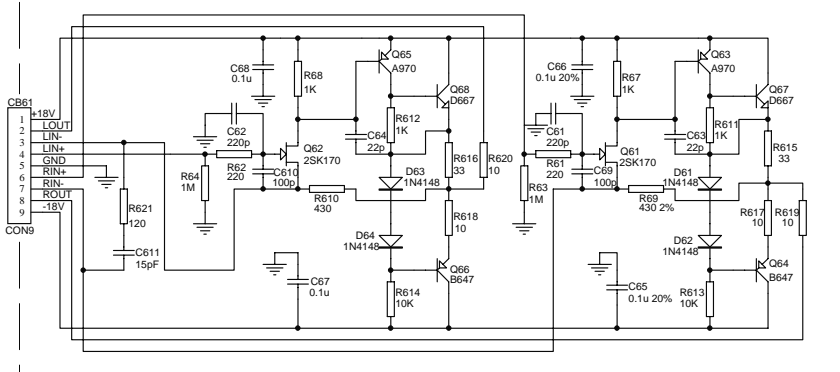 CB61
1 +18V
2 LOUT
3 LIN-
4 LIN+
5 GND
6 RIN+
7 RIN-
8 ROUT
9 -18V
CON9
R621
120
C611
15pF
R64
1M
C62
220p
R62
220
C68
0.1u
R68
1K
Q62
2SK170
C610
100p
R610
430
C67
0.1u
Q65
A970
C64
22p
R612
1K
D63
1N4148
D64
1N4148
R614
10K
Q68
D667
R616
33
R618
10
Q66
B647
R620
10
R63
1M
C61
220p
R61
220
C66
0.1u 20%
R67
1K
Q61
2SK170
C69
100p
R69
430 2%
C65
0.1u 20%
Q63
A970
C63
22p
R611
1K
D61
1N4148
D62
1N4148
R613
10K
Q67
D667
R615
33
R617
10
R619
10
Q64
B647